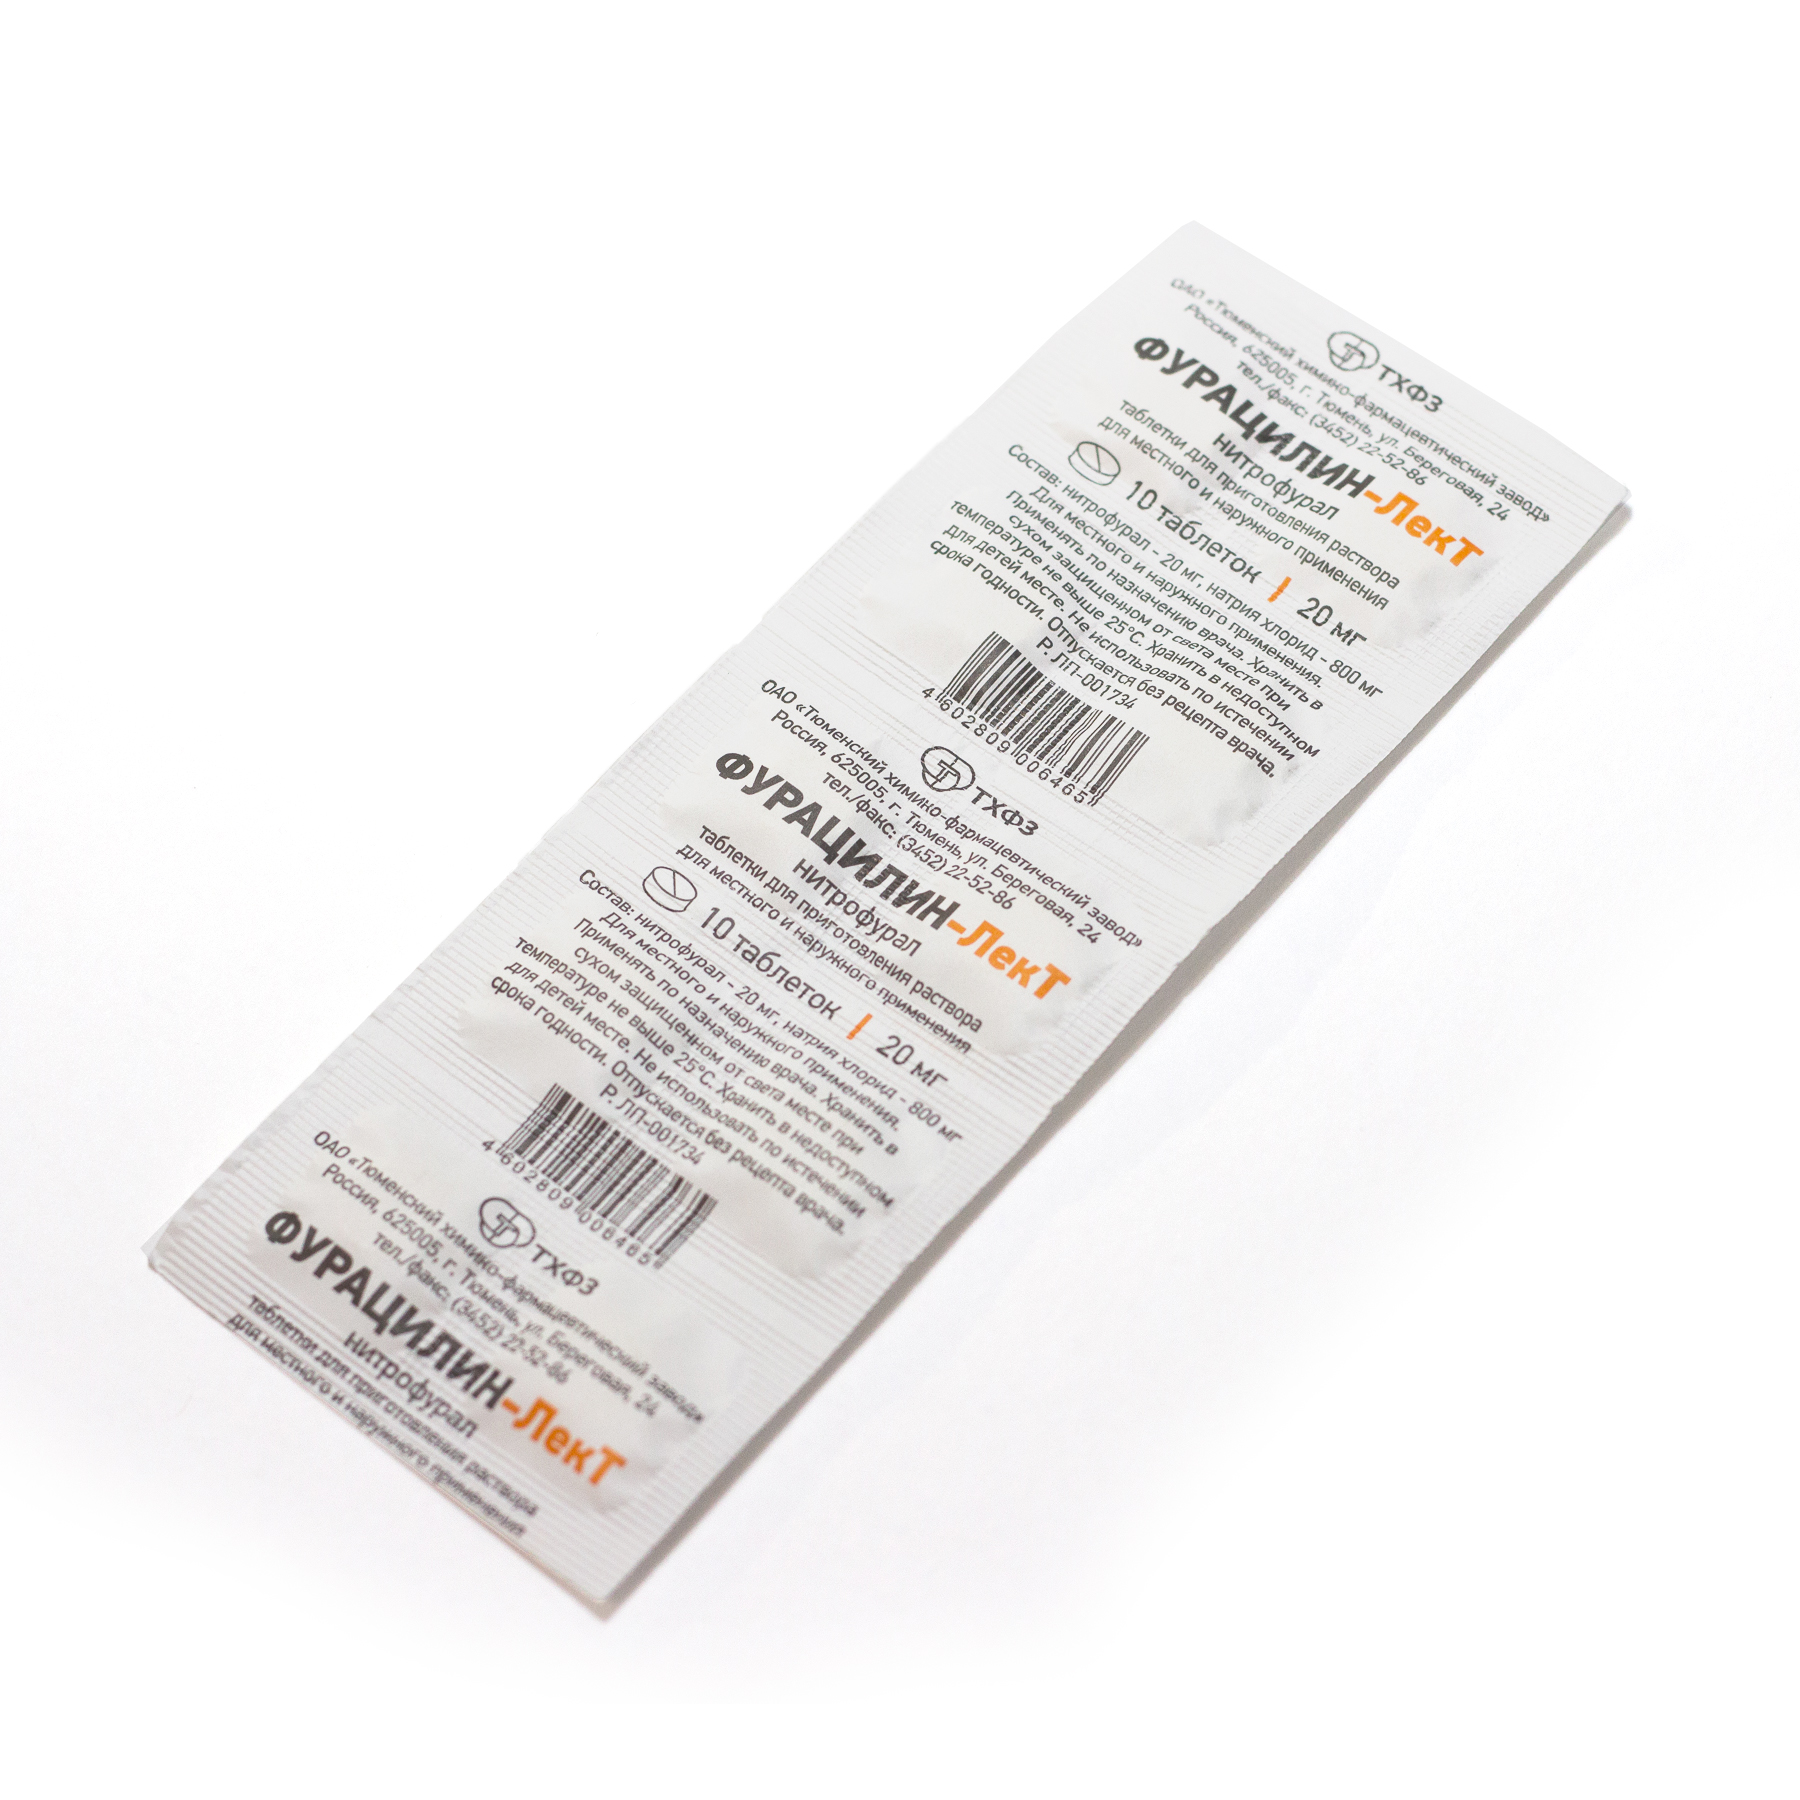 ТХФЗ
ОАО «Тюменский химико-фармацевтический завод»
Россия, 625005, г. Тюмень, ул. Береговая, 24
тел./факс: (3452) 22-52-86
ФУРАЦИЛИН-ЛекТ
нитрофурал
таблетки для приготовления раствора
для местного и наружного применения
10 таблеток | 20 мг
Состав: нитрофурал - 20 мг, натрия хлорид - 800 мг
Для местного и наружного применения.
Применять по назначению врача. Хранить в
сухом защищенном от света месте при
температуре не выше 25°С. Хранить в недоступном
для детей месте. Не использовать по истечении
срока годности. Отпускается без рецепта врача.
Р. ЛП-001734
4 602809 006465
ТХФЗ
ОАО «Тюменский химико-фармацевтический завод»
Россия, 625005, г. Тюмень, ул. Береговая, 24
тел./факс: (3452) 22-52-86
ФУРАЦИЛИН-ЛекТ
нитрофурал
таблетки для приготовления раствора
для местного и наружного применения
10 таблеток | 20 мг
Состав: нитрофурал - 20 мг, натрия хлорид - 800 мг
Для местного и наружного применения.
Применять по назначению врача. Хранить в
сухом защищенном от света месте при
температуре не выше 25°С. Хранить в недоступном
для детей месте. Не использовать по истечении
срока годности. Отпускается без рецепта врача.
Р. ЛП-001734
4 602809 006465
ТХФЗ
ОАО «Тюменский химико-фармацевтический завод»
Россия, 625005, г. Тюмень, ул. Береговая, 24
тел./факс: (3452) 22-52-86
ФУРАЦИЛИН-ЛекТ
нитрофурал
таблетки для приготовления раствора
для местного и наружного применения